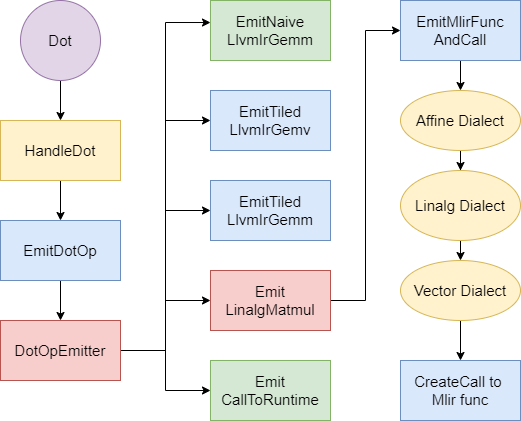 Dot
HandleDot
EmitDotOp
DotOpEmitter
EmitNaive
LlvmIrGemm
EmitTiled
LlvmIrGemv
EmitTiled
LlvmIrGemm
Emit
LinalgMatmul
Emit
CallToRuntime
EmitMlirFunc
AndCall
Affine Dialect
Linalg Dialect
Vector Dialect
CreateCall to
Mlir func